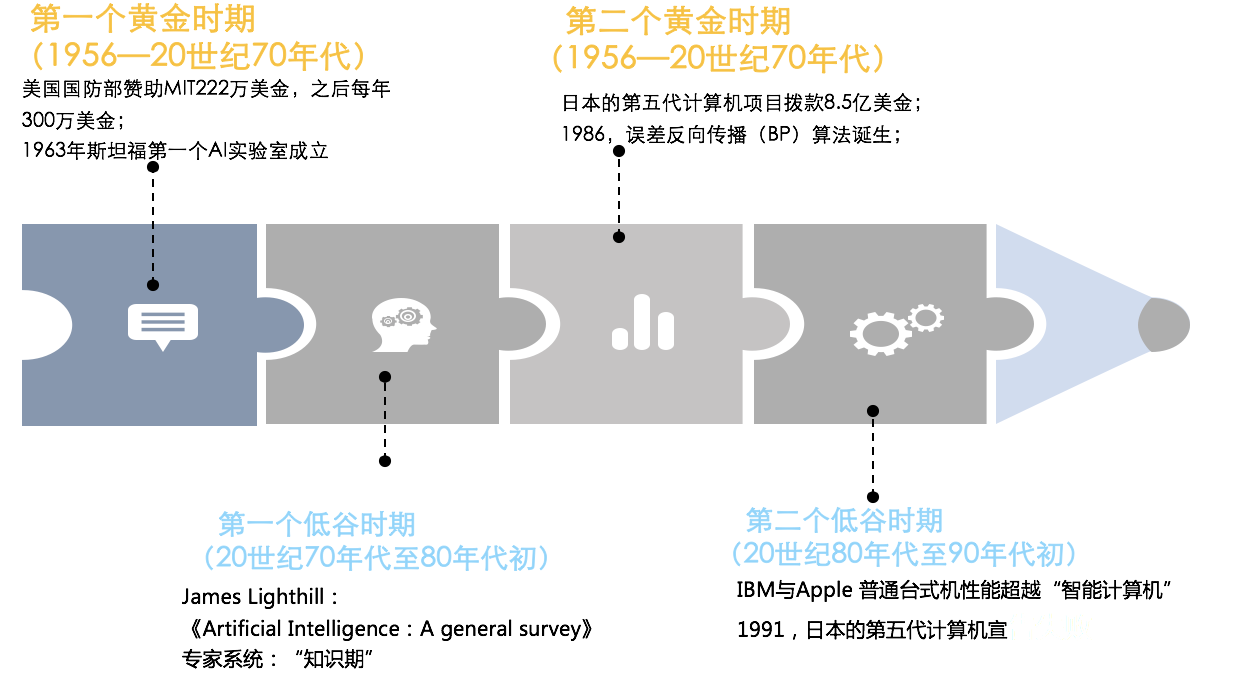 第一个黄金时期
（1956—20世纪70年代）
美国国防部赞助MIT222万美金，之后每年
300万美金；
1963年斯坦福第一个AI实验室成立
第二个黄金时期
（1956—20世纪70年代）
日本的第五代计算机项目拨款8.5亿美金；
1986，误差反向传播（BP）算法诞生；
第一个低谷时期
（20世纪70年代至80年代初）
James Lighthill：
《Artificial Intelligence：A general survey》
专家系统：“知识期”
第二个低谷时期
（20世纪80年代至90年代初）
IBM与Apple 普通台式机性能超越“智能计算机”
1991，日本的第五代计算机宣